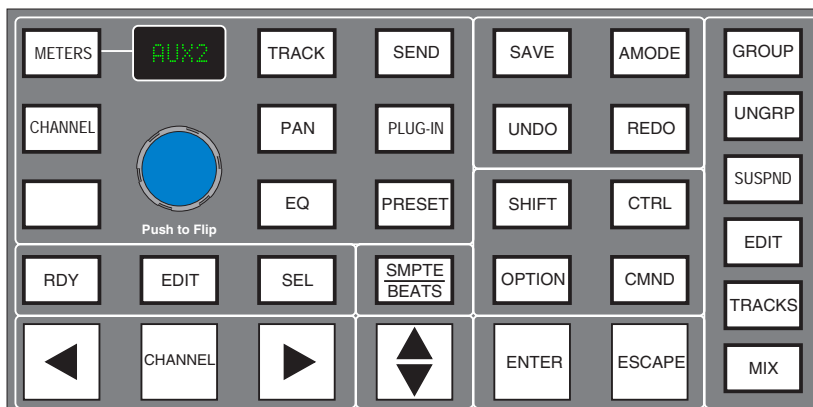 METERS AUX2 TRACK SEND SAVE AMODE GROUP
CHANNEL PAN PLUG-IN UNDO REDO UNGRP
EQ PRESET SHIFT CTRL SUSPND
Push to Flip
EDIT
RDY EDIT SEL SMPTE
BEATS OPTION CMND
TRACKS
CHANNEL ENTER ESCAPE MIX